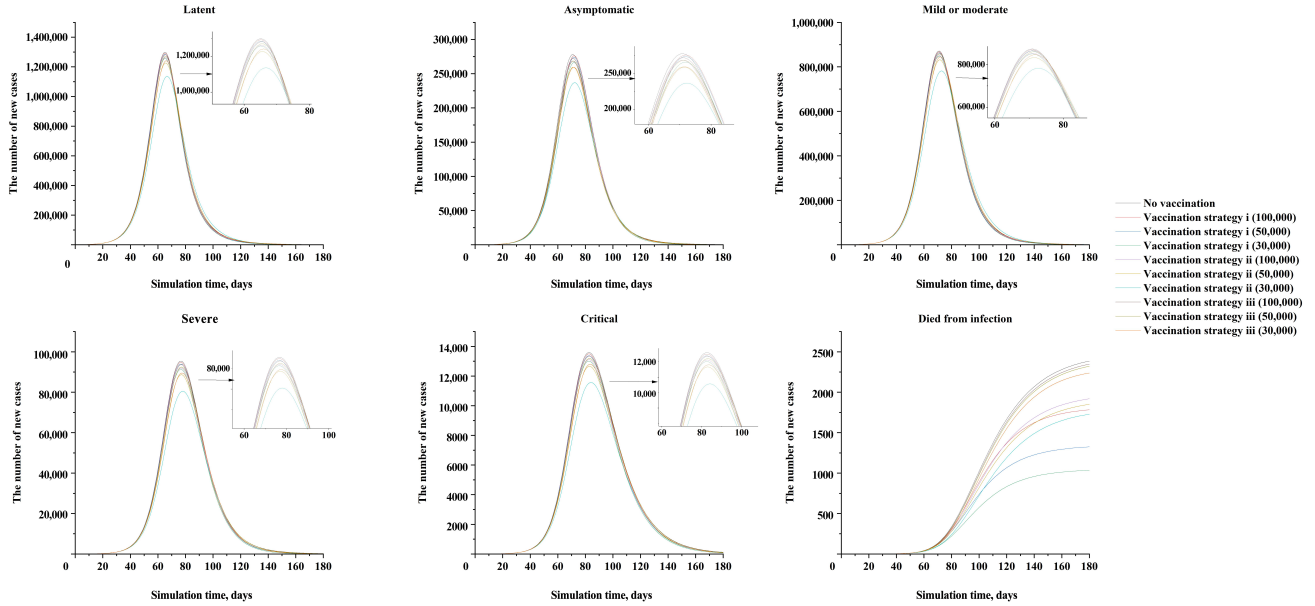 Latent
The number of new cases
1,400,000
1,200,000
1,000,000
800,000
600,000
400,000
200,000
0
0 20 40 60 80 100 120 140 160 180
Simulation time, days
1,200,000
1,000,000
60 80
Asymptomatic
The number of new cases
300,000
250,000
200,000
150,000
100,000
50,000
0
0 20 40 60 80 100 120 140 160 180
Simulation time, days
250,000
200,000
60 80
Mild or moderate
The number of new cases
1,000,000
800,000
600,000
400,000
200,000
0
0 20 40 60 80 100 120 140 160 180
Simulation time, days
800,000
600,000
60 80
No vaccination
Vaccination strategy i (100,000)
Vaccination strategy i (50,000)
Vaccination strategy i (30,000)
Vaccination strategy ii (100,000)
Vaccination strategy ii (50,000)
Vaccination strategy ii (30,000)
Vaccination strategy iii (100,000)
Vaccination strategy iii (50,000)
Vaccination strategy iii (30,000)
Severe
The number of new cases
100,000
80,000
60,000
40,000
20,000
0
0 20 40 60 80 100 120 140 160 180
Simulation time, days
80,000
60 80 100
Critical
The number of new cases
14,000
12,000
10,000
8000
6000
4000
2000
0
0 20 40 60 80 100 120 140 160 180
Simulation time, days
12,000
10,000
60 80 100
Died from infection
The number of new cases
2500
2000
1500
1000
500
0
0 20 40 60 80 100 120 140 160 180
Simulation time, days